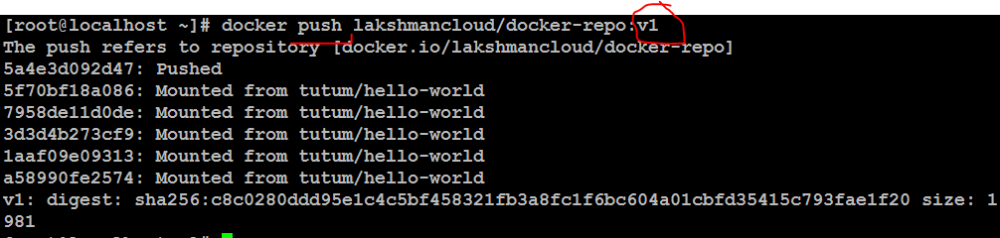 [root@localhost ~]# docker push lakshmancloud/docker-repo:v1
The push refers to repository [docker.io/lakshmancloud/docker-repo]
5a4e3d092d47: Pushed
5f70bf18a086: Mounted from tutum/hello-world
7958de11d0de: Mounted from tutum/hello-world
3d3d4b273cf9: Mounted from tutum/hello-world
1aaf09e09313: Mounted from tutum/hello-world
a58990fe2574: Mounted from tutum/hello-world
v1: digest: sha256:c8c0280ddd95e1c4c5bf458321fb3a8fc1f6bc604a01cbfd35415c793fae1f20 size: 1
981